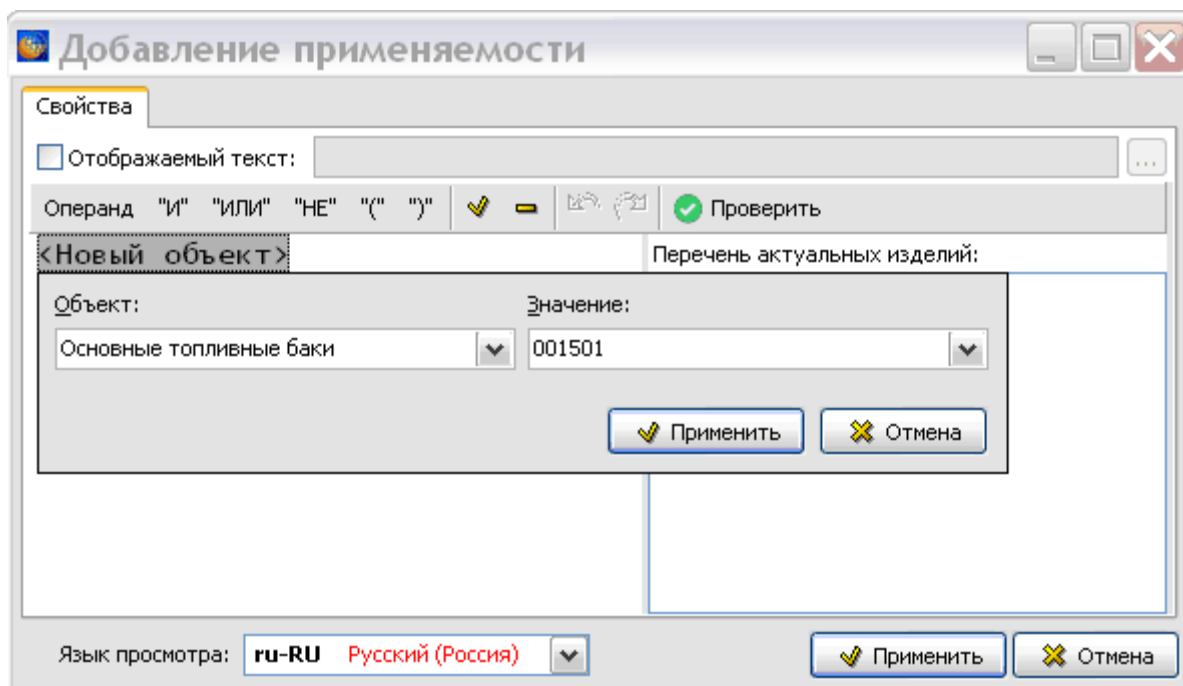 Добавление применяемости
Свойства
Отображаемый текст: ...
Операнд "И" "ИЛИ" "НЕ" "(" ")" Проверить
<Новый объект> Перечень актуальных изделий:
Объект: Значение:
Основные топливные баки 001501
Применить Отмена
Язык просмотра: ru-RU Русский (Россия) Применить Отмена